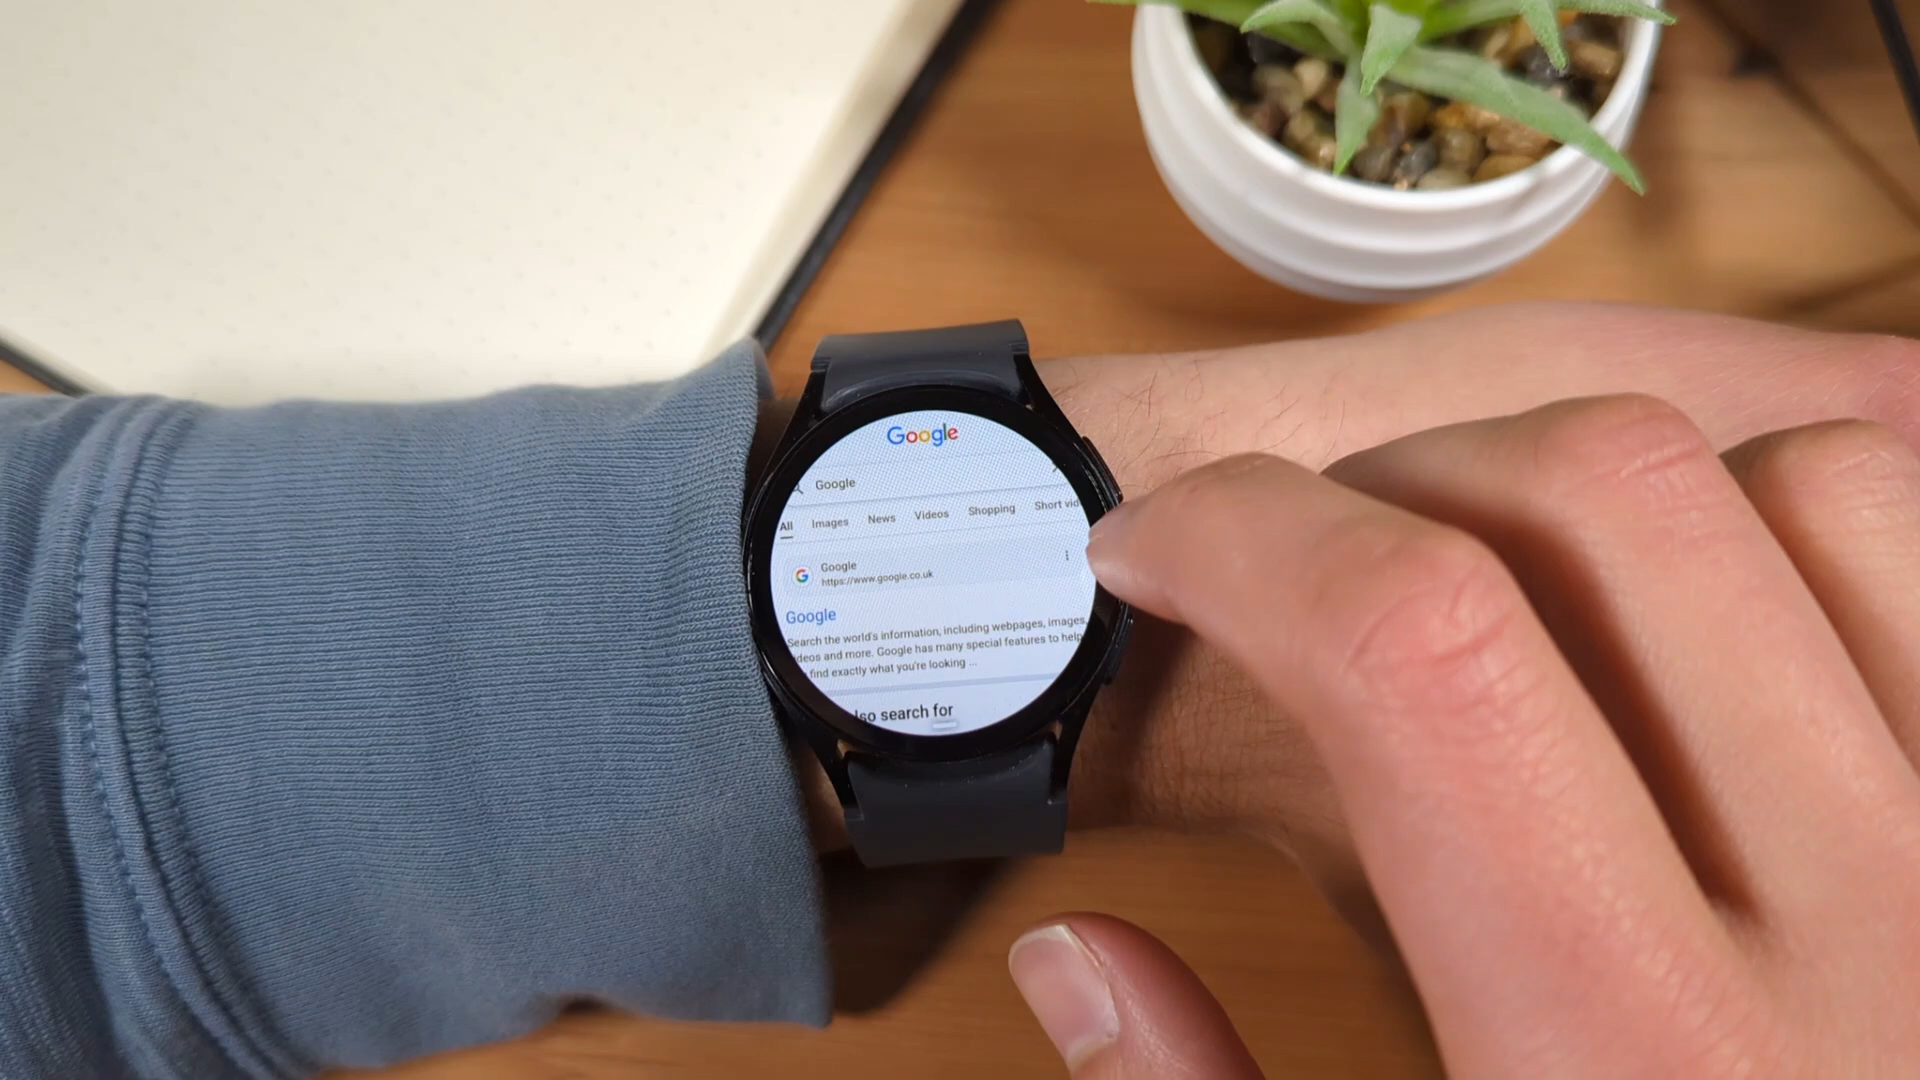 Google
Google
All Images News Videos Shopping Short
Google
https://www.google.co.uk
Google
Search the world's information, including webpages, images,
and more. Google has many special features to help
find exactly what you're looking ...
search for